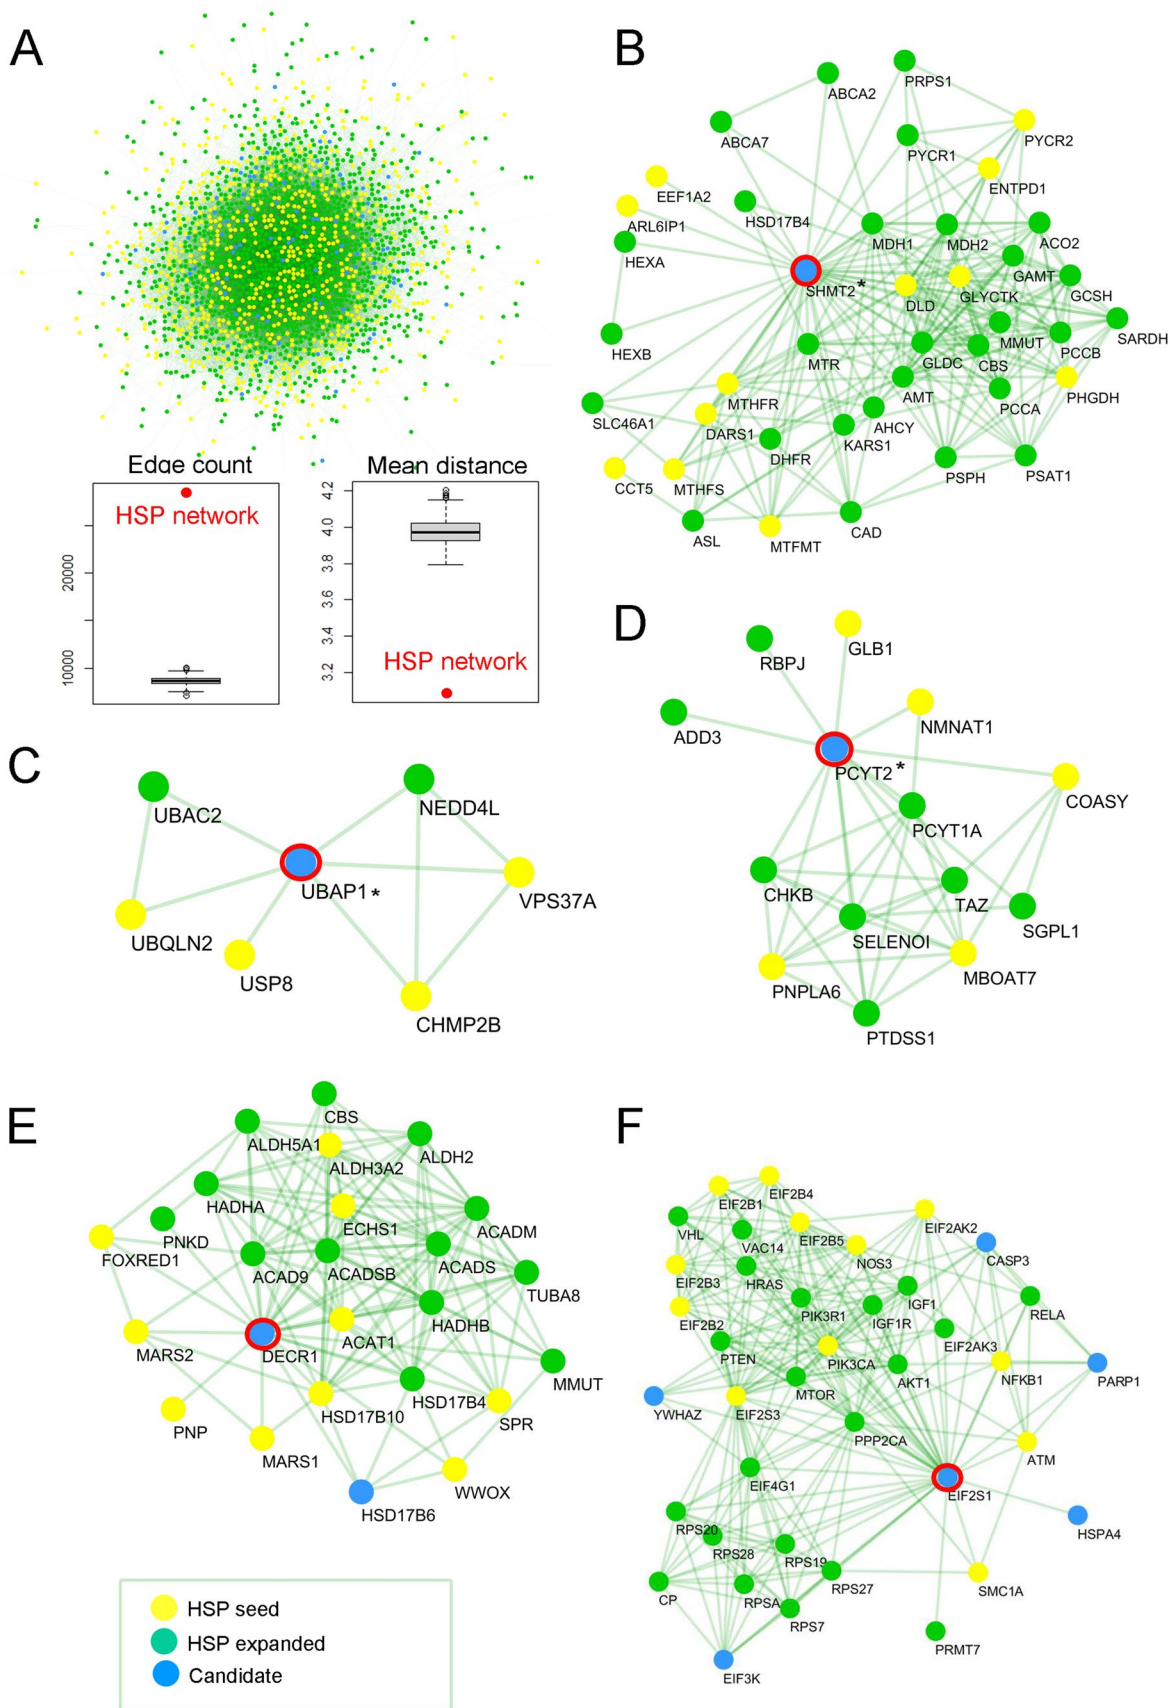 A
B
PRPS1
ABCA2
ABCA7
PYCR1
PYCR2
EEF1A2
ENTPD1
ARL6IP1
HSD17B4
HEXA
MDH1
MDH2
ACO2
GAMT
SHMT2*
DLD
GLYCTK
GCSH
HEXB
MTR
GLDC
CBS
MMUT
PCCB
SARDH
MTHFR
AMT
PCCA
PHGDH
SLC46A1
DARS1
AHCY
KARS1
DHFR
CCT5
MTHFS
PSPH
PSAT1
ASL
MTFMT
CAD
Edge count
HSP network
20000
10000
Mean distance
4.2
4.0
3.8
3.6
3.4
3.2
HSP network
C
UBAC2
NEDD4L
UBAP1*
VPS37A
UBQLN2
USP8
CHMP2B
D
RBPJ
GLB1
ADD3
NMNAT1
PCYT2*
COASY
PCYT1A
CHKB
TAZ
SELENOI
SGPL1
PNPLA6
MBOAT7
PTDSS1
E
CBS
ALDH5A1
ALDH3A2
ALDH2
HADHA
ECHS1
ACADM
PNKD
FOXRED1
ACAD9
ACADSB
ACADS
TUBA8
HADHB
MARS2
DECR1
ACAT1
MMUT
HSD17B10
HSD17B4
SPR
PNP
MARS1
WWOX
HSD17B6
F
EIF2B1
EIF2B4
EIF2AK2
VHL
VAC14
EIF2B5
NOS3
CASP3
EIF2B3
HRAS
PIK3R1
IGF1
IGF1R
RELA
EIF2B2
PTEN
PIK3CA
EIF2AK3
MTOR
AKT1
NFKB1
PARP1
YWHAZ
EIF2S3
PPP2CA
ATM
EIF4G1
EIF2S1
HSPA4
RPS20
RPS28
RPS19
RPS27
SMC1A
CP
RPSA
RPS7
PRMT7
EIF3K
HSP seed
HSP expanded
Candidate